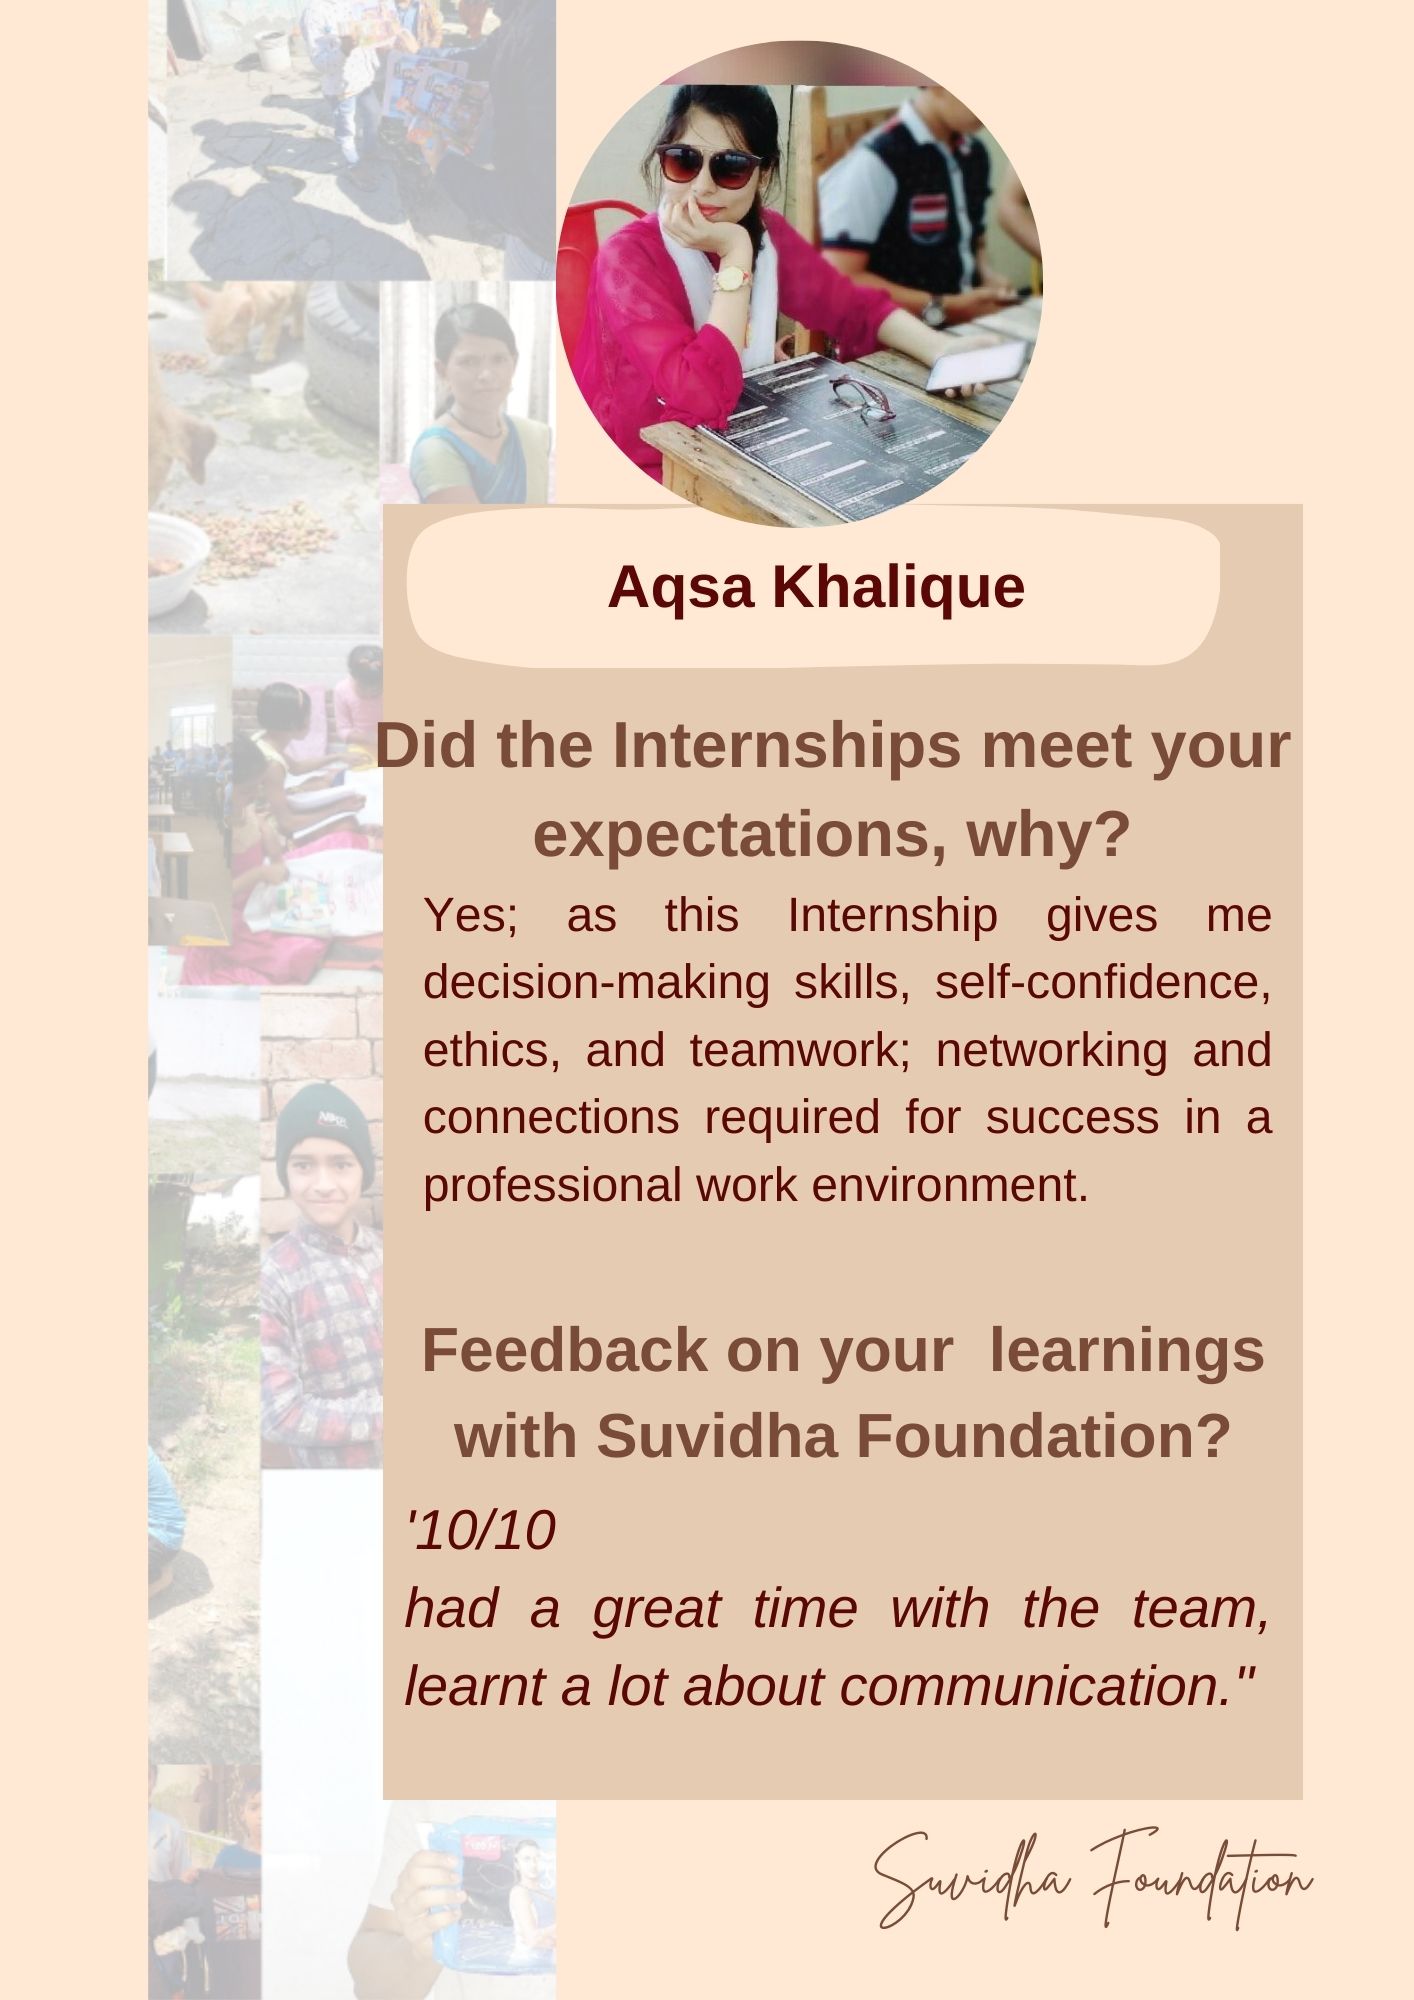 Aqsa Khalique
Did the Internships meet your
expectations, why?
Yes; as this Internship gives me
decision-making skills, self-confidence,
ethics, and teamwork; networking and
connections required for success in a
professional work environment.
Feedback on your learnings
with Suvidha Foundation?
'10/10
had a great time with the team,
learnt a lot about communication."
Suvidha Foundation